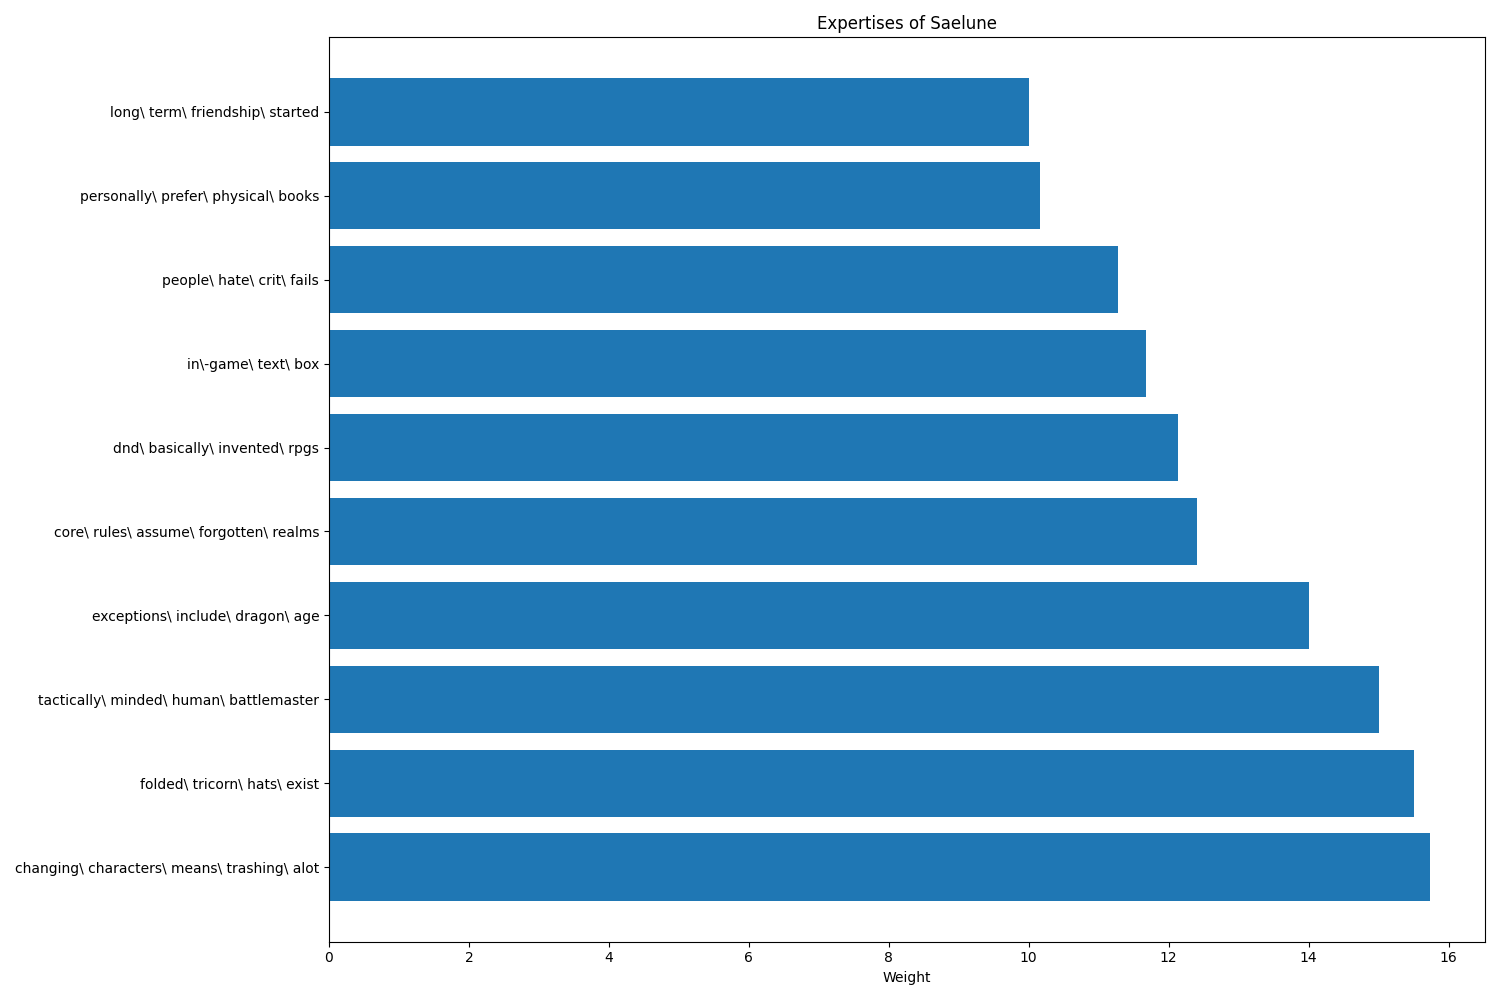 Expertises of Saelune
long\ term\ friendship\ started
personally\ prefer\ physical\ books
people\ hate\ crit\ fails
in\-game\ text\ box
dnd\ basically\ invented\ rpgs
core\ rules\ assume\ forgotten\ realms
exceptions\ include\ dragon\ age
tactically\ minded\ human\ battlemaster
folded\ tricorn\ hats\ exist
changing\ characters\ means\ trashing\ alot
0 2 4 6 8 10 12 14 16
Weight